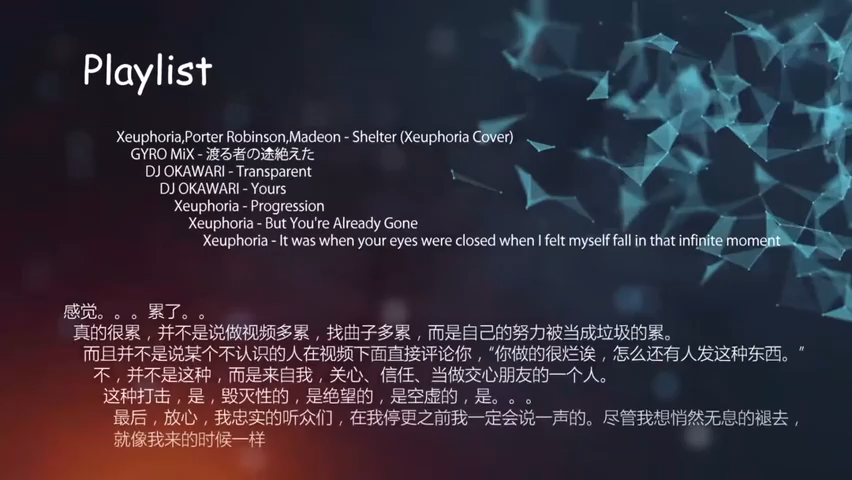 Playlist
Xeuphoria,Porter Robinson,Madeon - Shelter (Xeuphoria Cover)
GYRO MiX - 渡る者の途絶えた
DJ OKAWARI - Transparent
DJ OKAWARI - Yours
Xeuphoria - Progression
Xeuphoria - But You're Already Gone
Xeuphoria - It was when your eyes were closed when I felt myself fall in that infinite moment
感觉。。。累了。。
真的很累，并不是说做视频多累，找曲子多累，而是自己的努力被当成垃圾的累。
而且并不是说某个不认识的人在视频下面直接评论你，“你做的很烂诶，怎么还有人发这种东西。”
不，并不是这种，而是来自我，关心、信任、当做交心朋友的一个人。
这种打击，是，毁灭性的，是绝望的，是空虚的，是。。。
最后，放心，我忠实的听众们，在我停更之前我一定会说一声的。尽管我想悄然无息的褪去，
就像我来的时候一样